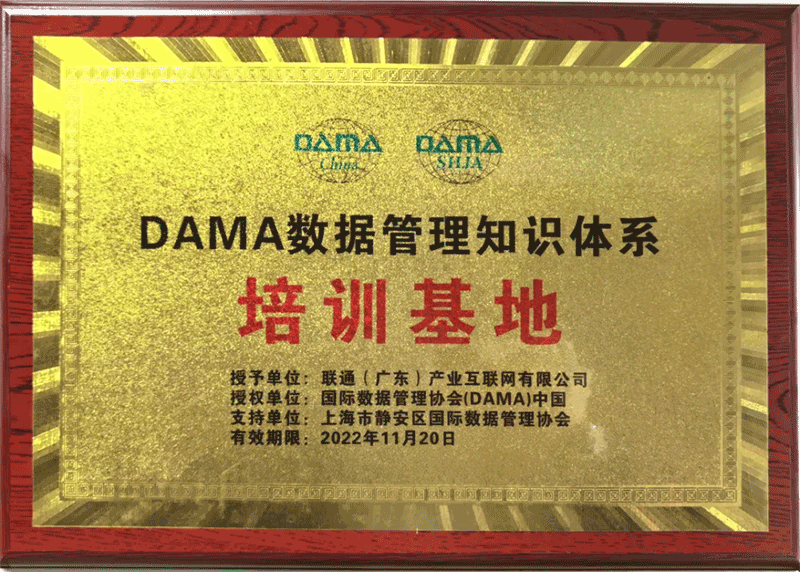 DAMA China
DAMA SHJA
DAMA数据管理知识体系
培训基地
授予单位：联通（广东）产业互联网有限公司
授权单位：国际数据管理协会(DAMA)中国
支持单位：上海市静安区国际数据管理协会
有效期限：2022年11月20日